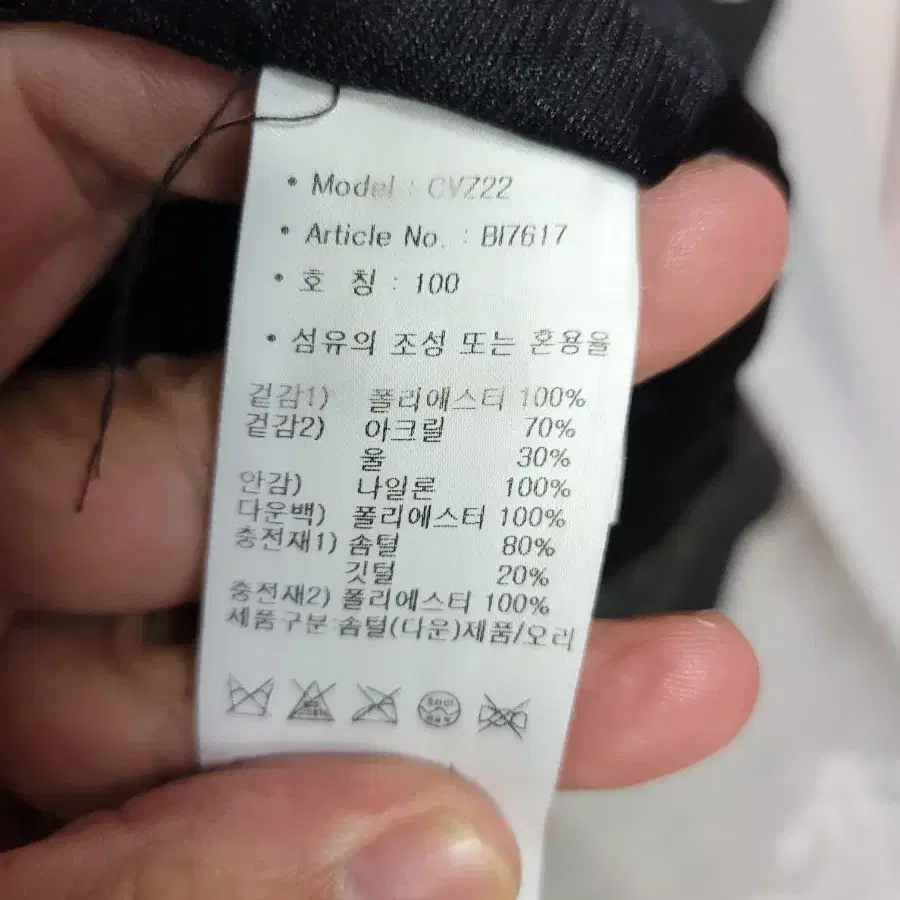 • Model : CVZ22
• Article No. : BI7617
• 호 칭 : 100
• 섬유의 조성 또는 혼용율
겉감1) 폴리에스터 100%
겉감2) 아크릴 70%
울 30%
안감) 나일론 100%
다운백) 폴리에스터 100%
충전재1) 솜털 80%
깃털 20%
충전재2) 폴리에스터 100%
제품구분:솜털(다운)제품/오리